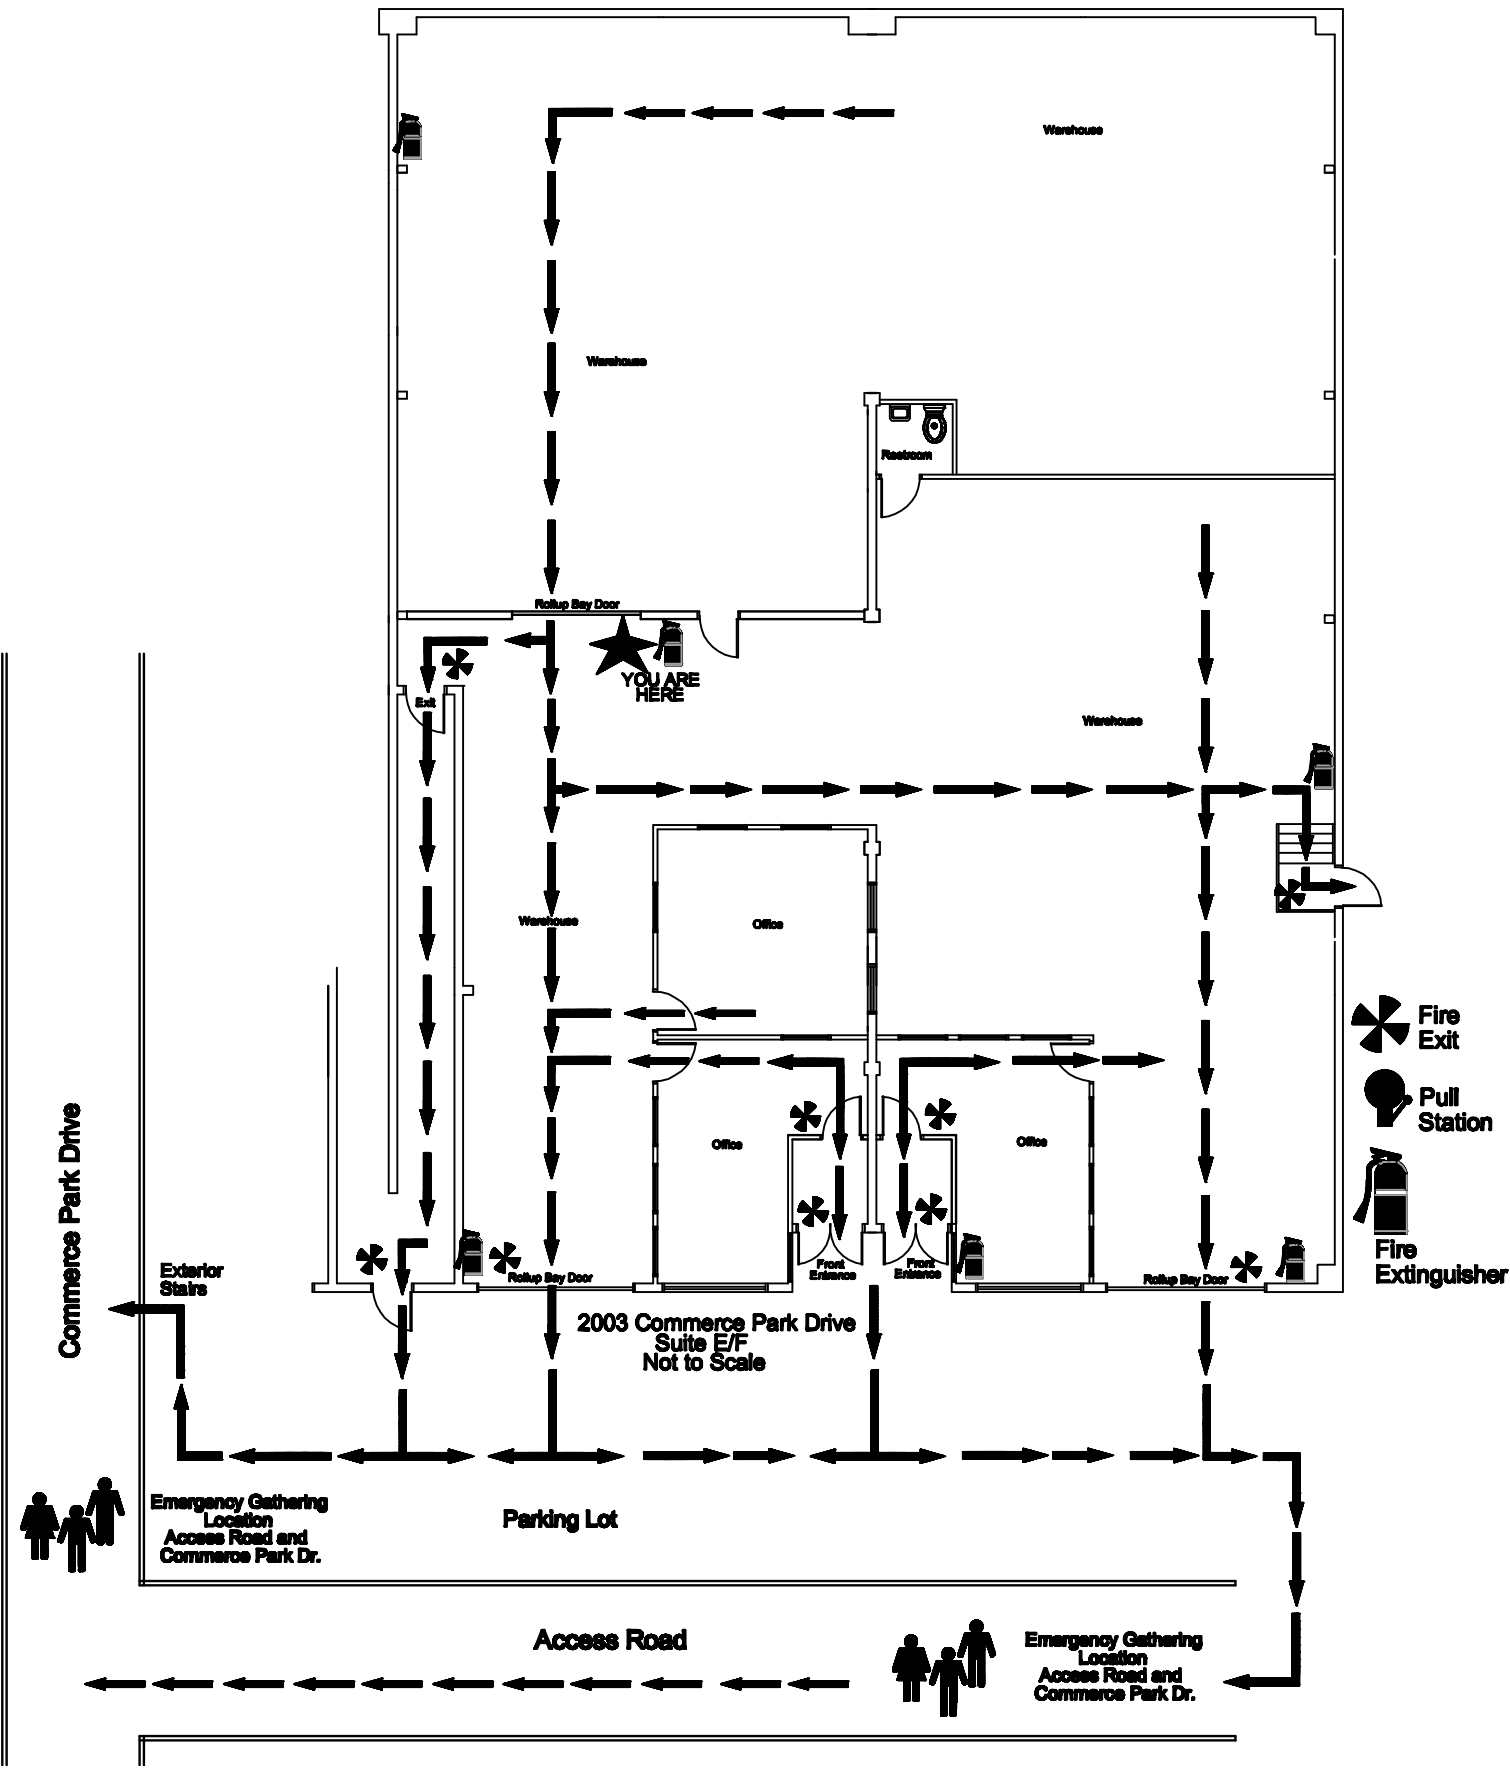 Warehouse
Warehouse
Restroom
Rollup Bay Door
YOU ARE
HERE
Exit
Warehouse
Warehouse
Office
Fire
Exit
Pull
Station
Fire
Extinguisher
Office
Office
Commerce Park Drive
Exterior
Stairs
Rollup Bay Door
Front
Entrance
Front
Entrance
Rollup Bay Door
2003 Commerce Park Drive
Suite E/F
Not to Scale
Emergency Gathering
Location
Access Road and
Commerce Park Dr.
Parking Lot
Access Road
Emergency Gathering
Location
Access Road and
Commerce Park Dr.